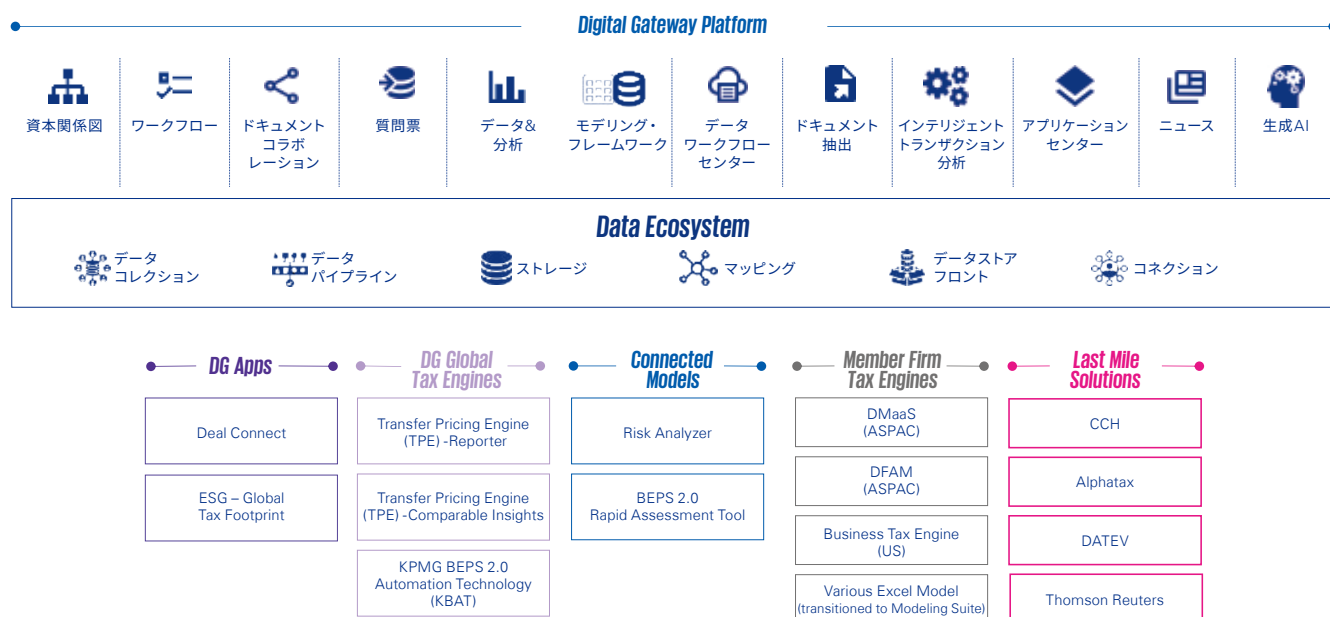 Digital Gateway Platform
資本関係図
ワークフロー
ドキュメント
コラボ
レーション
質問票
データ&
分析
モデリング・
フレームワーク
データ
ワークフロー
センター
ドキュメント
抽出
インテリジェント
トランザクション
分析
アプリケーション
センター
ニュース
生成AI
Data Ecosystem
データ
コレクション
データ
パイプライン
ストレージ
マッピング
データストア
フロント
コネクション
DG Apps
Deal Connect
ESG – Global
Tax Footprint
DG Global
Tax Engines
Transfer Pricing Engine
(TPE) -Reporter
Transfer Pricing Engine
(TPE) -Comparable Insights
KPMG BEPS 2.0
Automation Technology
(KBAT)
Connected
Models
Risk Analyzer
BEPS 2.0
Rapid Assessment Tool
Member Firm
Tax Engines
DMaaS
(ASPAC)
DFAM
(ASPAC)
Business Tax Engine
(US)
Various Excel Model
(transitioned to Modeling Suite)
Last Mile
Solutions
CCH
Alphatax
DATEV
Thomson Reuters